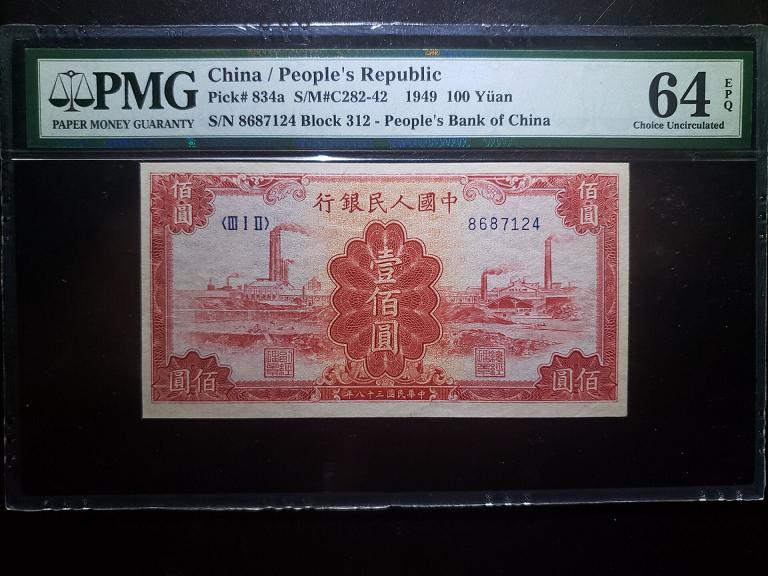 PMG
PAPER MONEY GUARANTY
China / People's Republic
Pick# 834a S/M#C282-42 1949 100 Yüan
S/N 8687124 Block 312 - People's Bank of China
64 EPQ
Choice Uncirculated
佰圓
行銀民人國中
佰圓
〈III I II〉
8687124
壹佰圓
圓佰
圓佰
年八十三國民華中